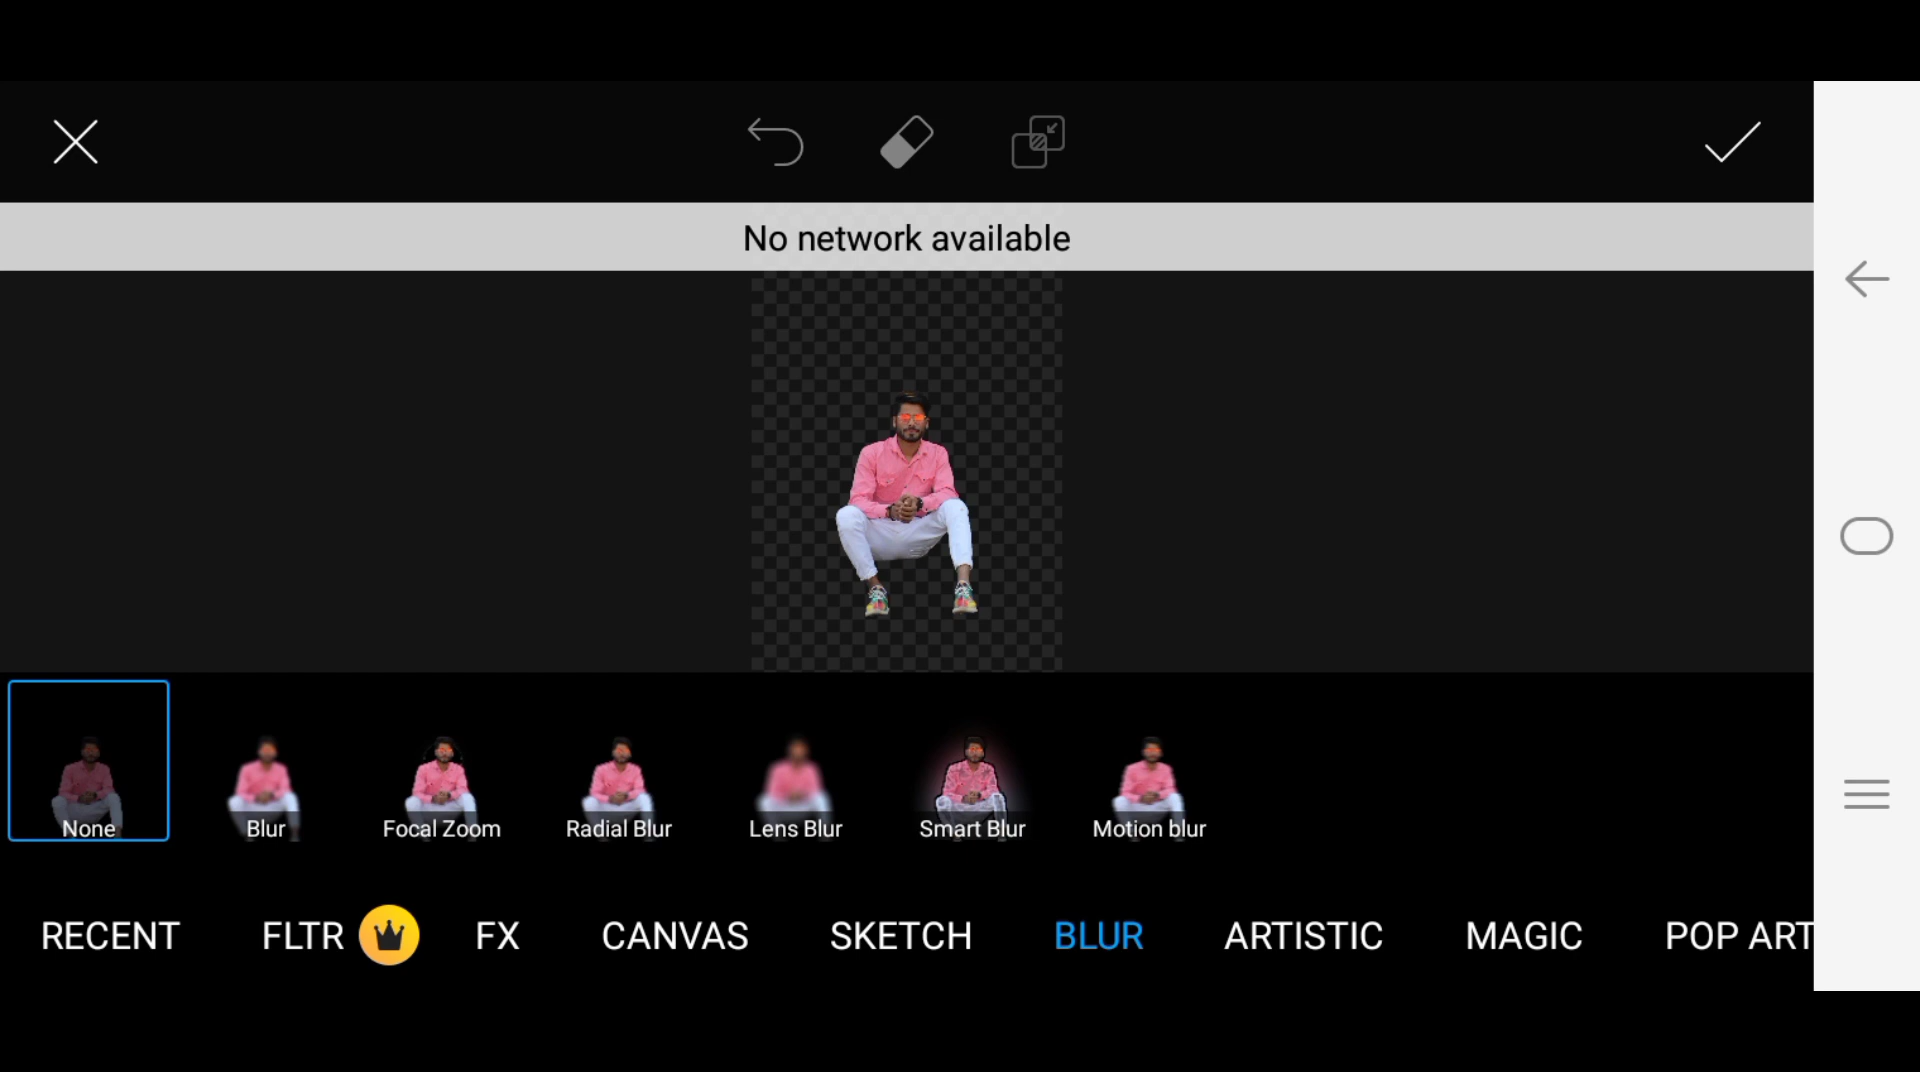 No network available
None
Blur
Focal Zoom
Radial Blur
Lens Blur
Smart Blur
Motion blur
RECENT
FLTR
FX
CANVAS
SKETCH
BLUR
ARTISTIC
MAGIC
POP ART